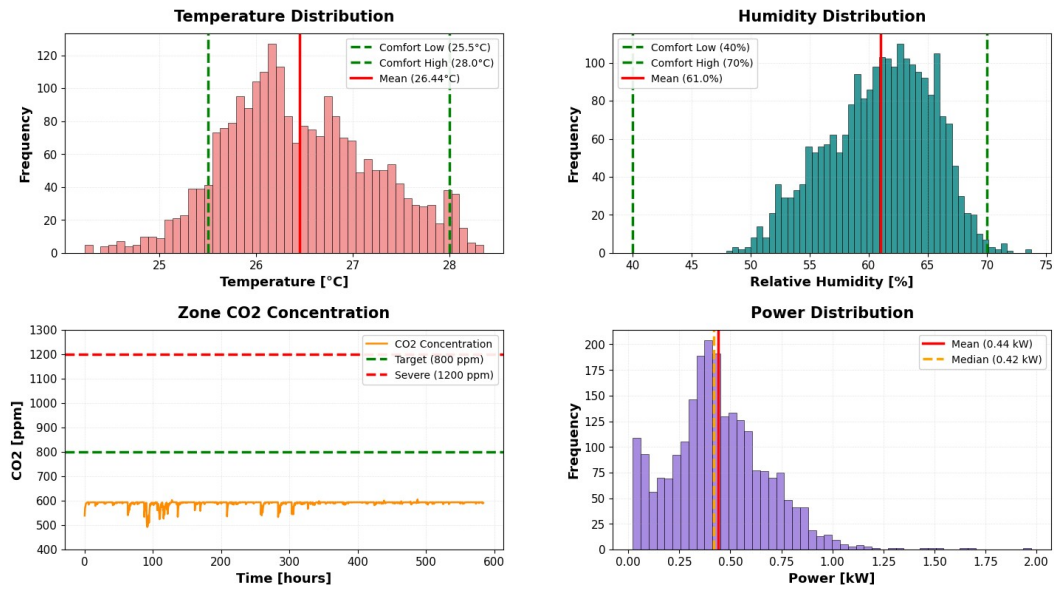 Temperature Distribution
Frequency
120
100
80
60
40
20
0
Comfort Low (25.5°C)
Comfort High (28.0°C)
Mean (26.44°C)
25
26
27
28
Temperature [°C]
Humidity Distribution
Frequency
100
80
60
40
20
0
Comfort Low (40%)
Comfort High (70%)
Mean (61.0%)
40
45
50
55
60
65
70
75
Relative Humidity [%]
Zone CO2 Concentration
CO2 [ppm]
1300
1200
1100
1000
900
800
700
600
500
400
CO2 Concentration
Target (800 ppm)
Severe (1200 ppm)
0
100
200
300
400
500
600
Time [hours]
Power Distribution
Frequency
200
175
150
125
100
75
50
25
0
Mean (0.44 kW)
Median (0.42 kW)
0.00
0.25
0.50
0.75
1.00
1.25
1.50
1.75
2.00
Power [kW]